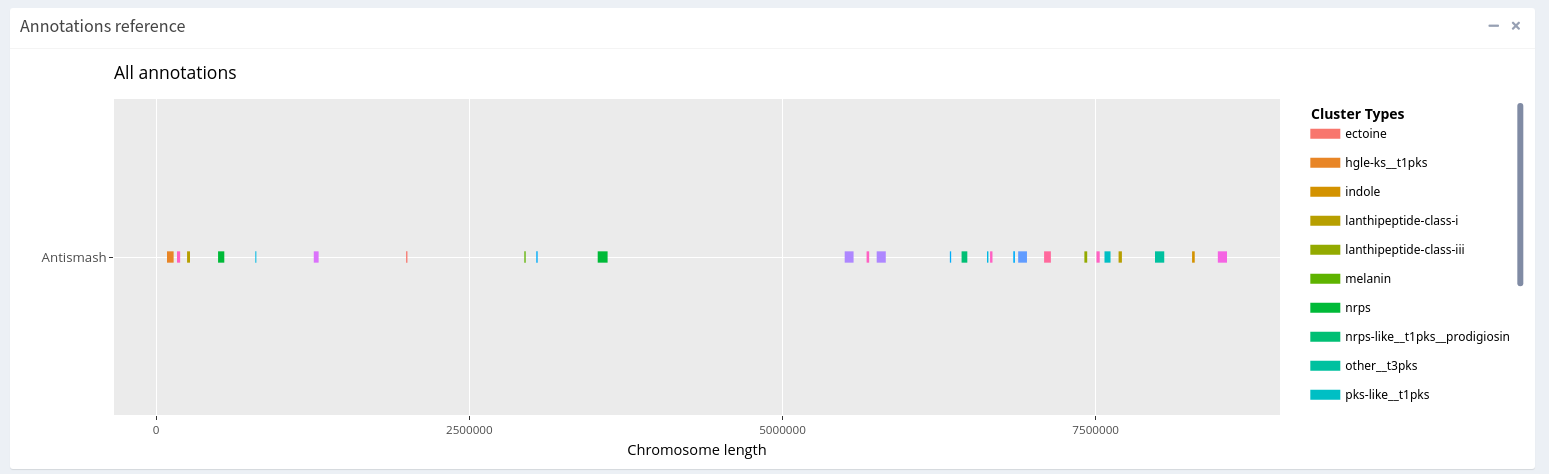 Annotations reference
All annotations
Antismash
0
2500000
5000000
7500000
Chromosome length
Cluster Types
ectoine
hgle-ks__t1pks
indole
lanthipeptide-class-i
lanthipeptide-class-iii
melanin
nrps
nrps-like__t1pks__prodigiosin
other__t3pks
pks-like__t1pks